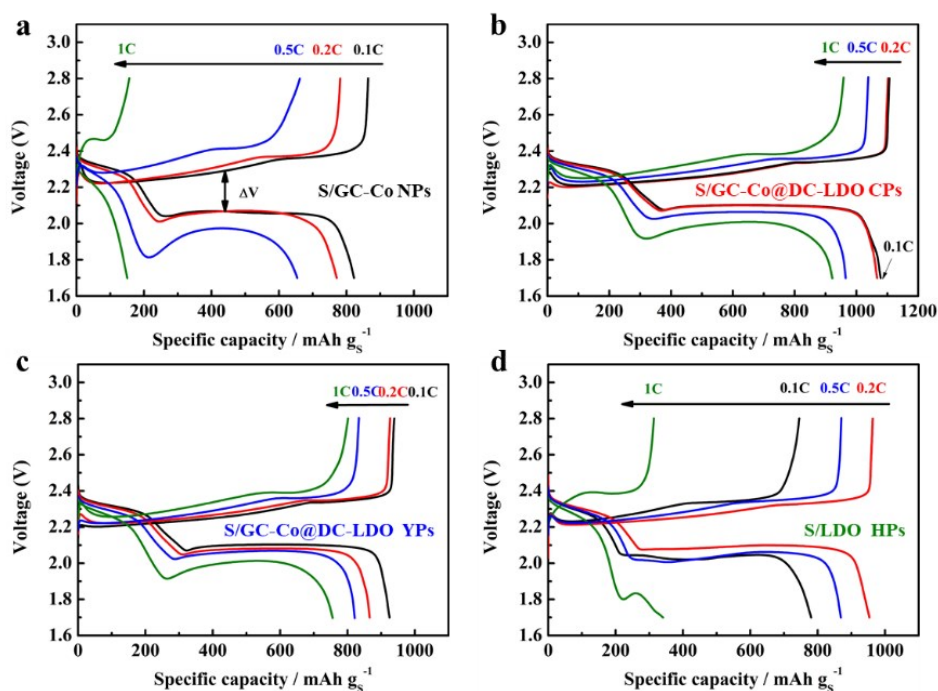 a
3.0
2.8
2.6
2.4
2.2
2.0
1.8
1.6
Voltage (V)
1C
0.5C
0.2C
0.1C
S/GC-Co NPs
ΔV
0
200
400
600
800
1000
Specific capacity / mAh gS-1
b
3.0
2.8
2.6
2.4
2.2
2.0
1.8
1.6
Voltage (V)
1C
0.5C
0.2C
S/GC-Co@DC-LDO CPs
0.1C
0
200
400
600
800
1000
1200
Specific capacity / mAh gS-1
c
3.0
2.8
2.6
2.4
2.2
2.0
1.8
1.6
Voltage (V)
1C
0.5C
0.2C
0.1C
S/GC-Co@DC-LDO YPs
0
200
400
600
800
1000
Specific capacity / mAh gS-1
d
3.0
2.8
2.6
2.4
2.2
2.0
1.8
1.6
Voltage (V)
1C
0.1C
0.5C
0.2C
S/LDO HPs
0
200
400
600
800
1000
Specific capacity / mAh gS-1